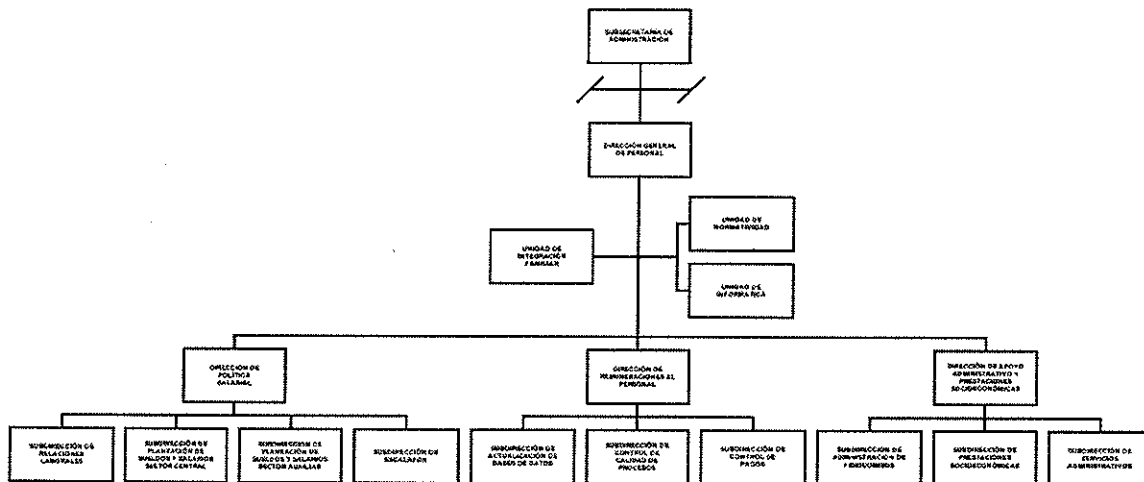 SUBSECRETARÍA DE
ADMINISTRACIÓN
DIRECCIÓN GENERAL
DE PERSONAL
UNIDAD DE
NORMATIVIDAD
UNIDAD DE
INTEGRACIÓN
FAMILIAR
UNIDAD DE
INFORMÁTICA
DIRECCIÓN DE
POLÍTICA
SALARIAL
DIRECCIÓN DE
REMUNERACIONES AL
PERSONAL
DIRECCIÓN DE APOYO
ADMINISTRATIVO Y
PRESTACIONES
SOCIOECONÓMICAS
SUBDIRECCIÓN DE
RELACIONES
LABORALES
SUBDIRECCIÓN DE
PLANEACIÓN DE
SUELDOS Y SALARIOS
SECTOR CENTRAL
SUBDIRECCIÓN DE
PLANEACIÓN DE
SUELDOS Y SALARIOS
SECTOR AUXILIAR
SUBDIRECCIÓN DE
ESCALAFÓN
SUBDIRECCIÓN DE
ACTUALIZACIÓN DE
BASES DE DATOS
SUBDIRECCIÓN DE
CONTROL DE
CALIDAD DE
PROCESOS
SUBDIRECCIÓN DE
CONTROL DE
PAGOS
SUBDIRECCIÓN DE
ADMINISTRACIÓN DE
FIDEICOMISOS
SUBDIRECCIÓN DE
PRESTACIONES
SOCIOECONÓMICAS
SUBDIRECCIÓN DE
SERVICIOS
ADMINISTRATIVOS